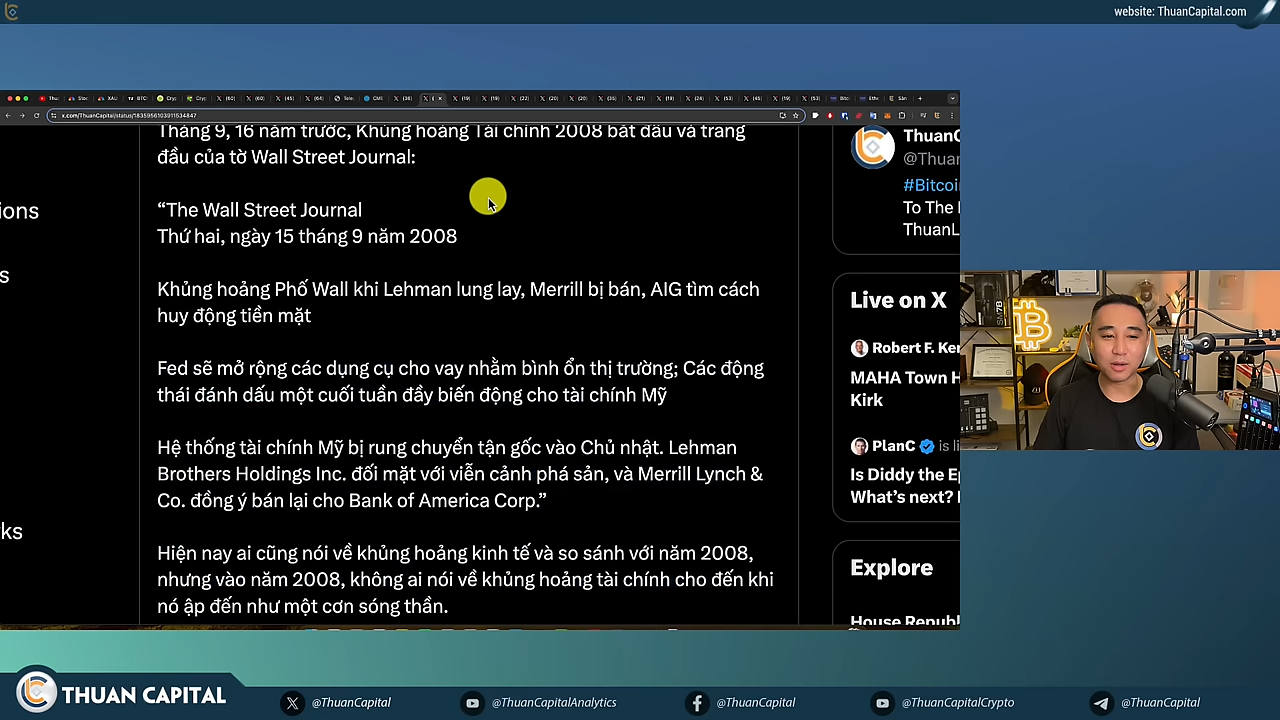 website: ThuanCapital.com
x.com/ThuanCapital/status/1835956103911534847
Tháng 9, 16 năm trước, Khủng hoảng Tài chính 2008 bắt đầu và trang
đầu của tờ Wall Street Journal:
“The Wall Street Journal
Thứ hai, ngày 15 tháng 9 năm 2008
Khủng hoảng Phố Wall khi Lehman lung lay, Merrill bị bán, AIG tìm cách
huy động tiền mặt
Fed sẽ mở rộng các dụng cụ cho vay nhằm bình ổn thị trường; Các động
thái đánh dấu một cuối tuần đầy biến động cho tài chính Mỹ
Hệ thống tài chính Mỹ bị rung chuyển tận gốc vào Chủ nhật. Lehman
Brothers Holdings Inc. đối mặt với viễn cảnh phá sản, và Merrill Lynch &
Co. đồng ý bán lại cho Bank of America Corp.”
Hiện nay ai cũng nói về khủng hoảng kinh tế và so sánh với năm 2008,
nhưng vào năm 2008, không ai nói về khủng hoảng tài chính cho đến khi
nó ập đến như một cơn sóng thần.
ions
s
ks
ThuanC
@Thuan
#Bitcoi
To The
ThuanL
Live on X
Robert F. Ker
MAHA Town H
Kirk
PlanC is li
Is Diddy the E
What’s next?
Explore
House Republ
THUAN CAPITAL
@ThuanCapital
@ThuanCapitalAnalytics
@ThuanCapital
@ThuanCapitalCrypto
@ThuanCapital